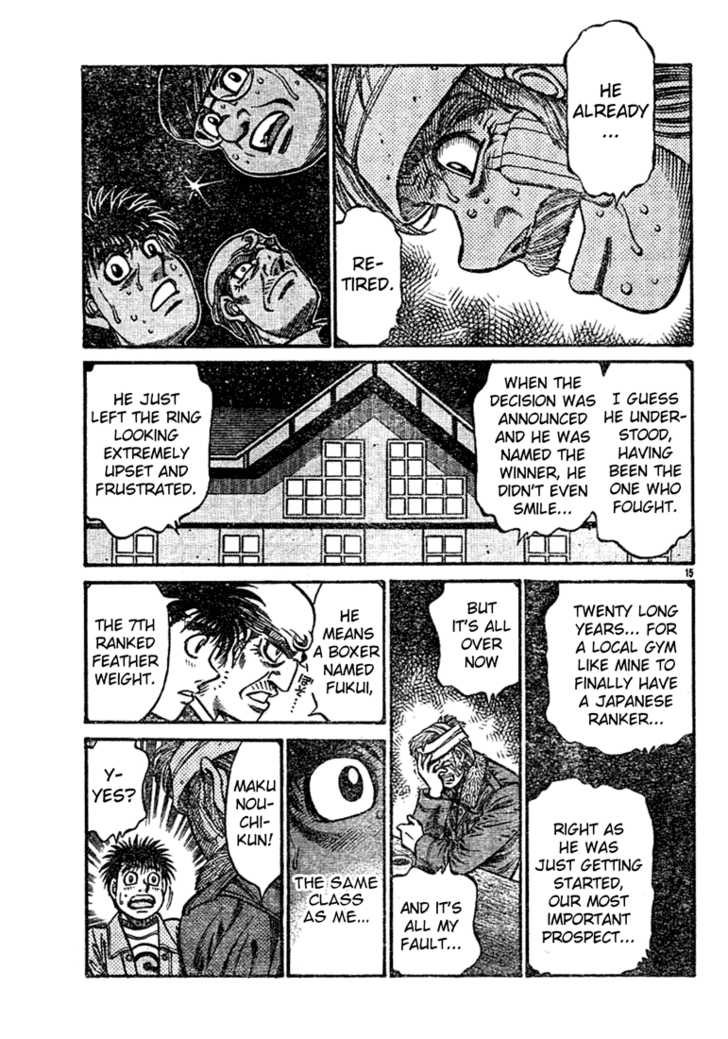 HE
ALREADY
...
RE-
TIRED.
I GUESS
HE UNDER-
STOOD,
HAVING
BEEN THE
ONE WHO
FOUGHT.
WHEN THE
DECISION WAS
ANNOUNCED
AND HE WAS
NAMED THE
WINNER, HE
DIDN'T EVEN
SMILE...
HE JUST
LEFT THE RING
LOOKING
EXTREMELY
UPSET AND
FRUSTRATED.
15
TWENTY LONG
YEARS... FOR
A LOCAL GYM
LIKE MINE TO
FINALLY HAVE
A JAPANESE
RANKER...
RIGHT AS
HE WAS
JUST GETTING
STARTED,
OUR MOST
IMPORTANT
PROSPECT...
BUT
IT'S ALL
OVER
NOW
AND IT'S
ALL MY
FAULT...
HE
MEANS
A BOXER
NAMED
FUKUI,
THE 7TH
RANKED
FEATHER
WEIGHT.
THE SAME
CLASS
AS ME...
MAKU
NOU-
CHI-
KUN!
Y-
YES?